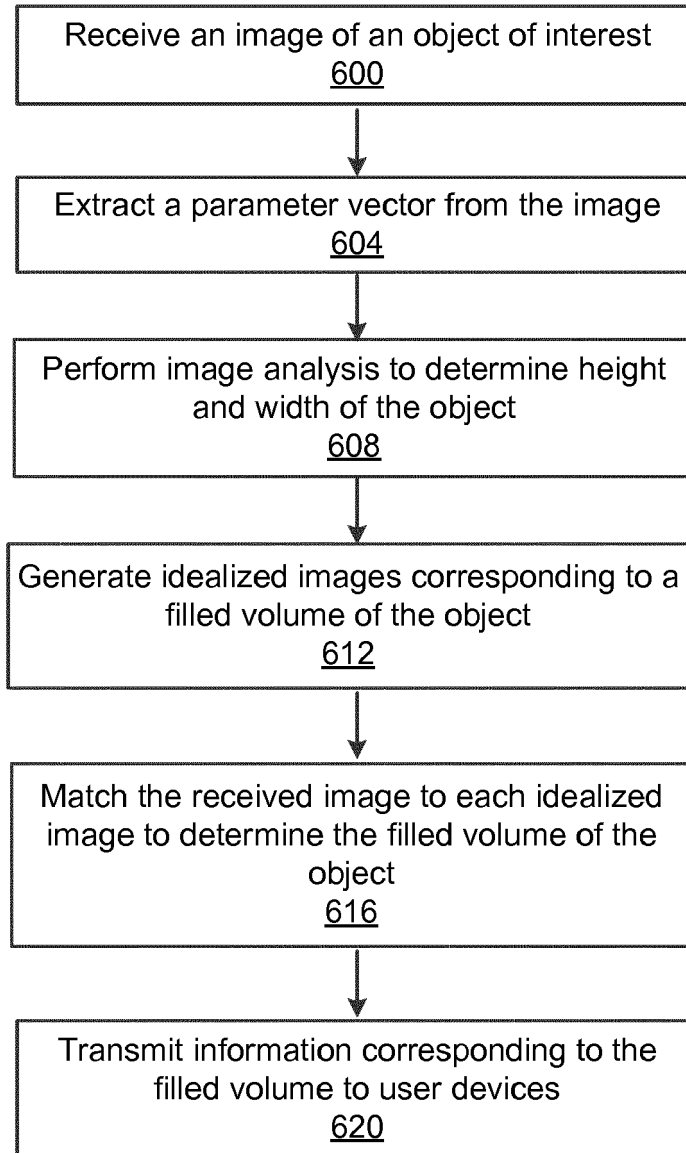 Receive an image of an object of interest
600
Extract a parameter vector from the image
604
Perform image analysis to determine height
and width of the object
608
Generate idealized images corresponding to a
filled volume of the object
612
Match the received image to each idealized
image to determine the filled volume of the
object
616
Transmit information corresponding to the
filled volume to user devices
620